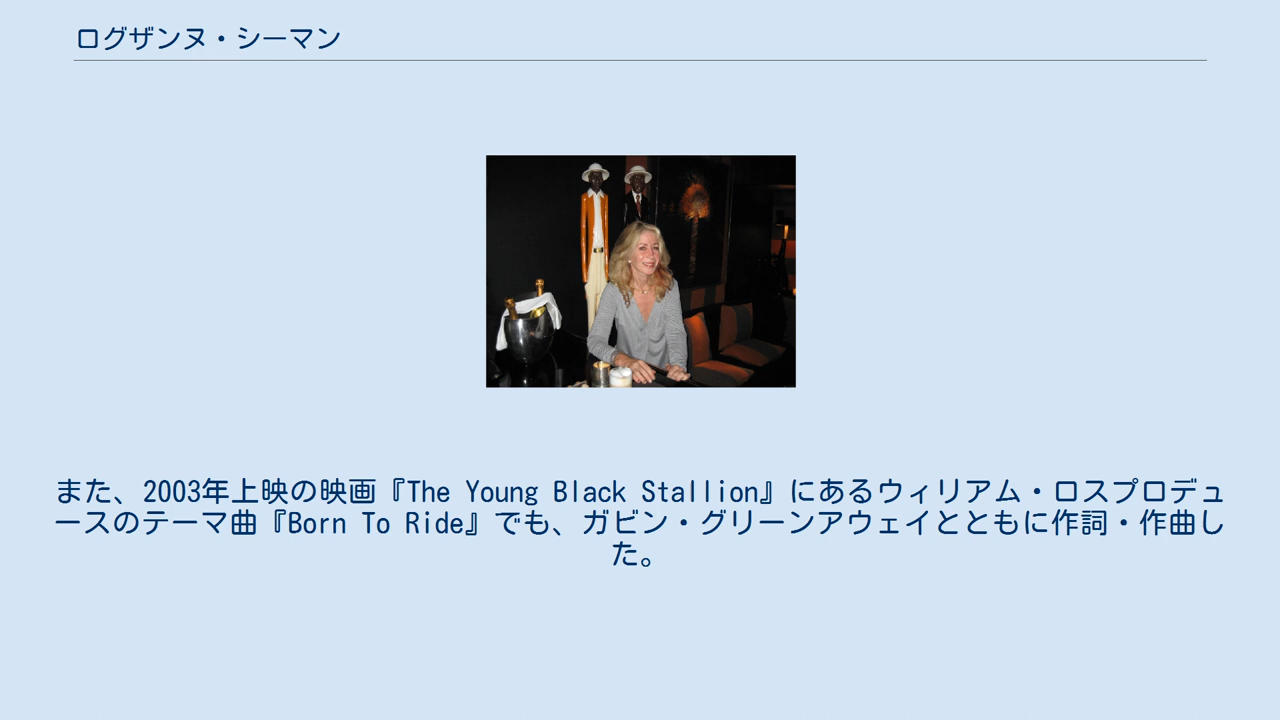 ログザンヌ・シーマン
また、2003年上映の映画『The Young Black Stallion』にあるウィリアム・ロスプロデュ
ースのテーマ曲『Born To Ride』でも、ガビン・グリーンアウェイとともに作詞・作曲し
た。